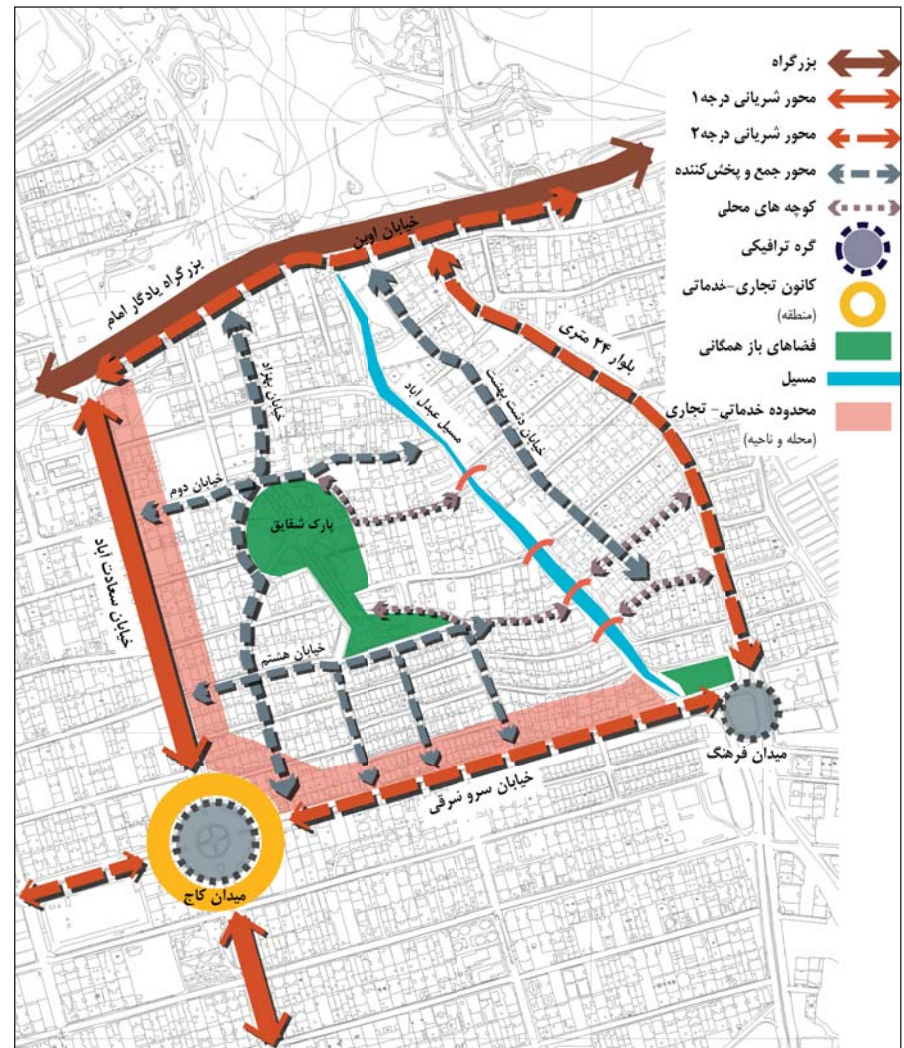 بزرگراه
محور شریانی درجه۱
محور شریانی درجه۲
محور جمع و پخش‌کننده
کوچه های محلی
گره ترافیکی
کانون تجاری-خدماتی
(منطقه)
فضاهای باز همگانی
مسیل
محدوده خدماتی- تجاری
(محله و ناحیه)
خیابان اوین
بزرگراه یادگار امام
بلوار ۲۴ متری
خیابان بهزاد
مسیل عبدل آباد
خیابان دشت بهشت
خیابان دوم
پارک شقایق
خیابان سعادت آباد
خیابان هشتم
میدان فرهنگ
خیابان سرو شرقی
میدان کاج